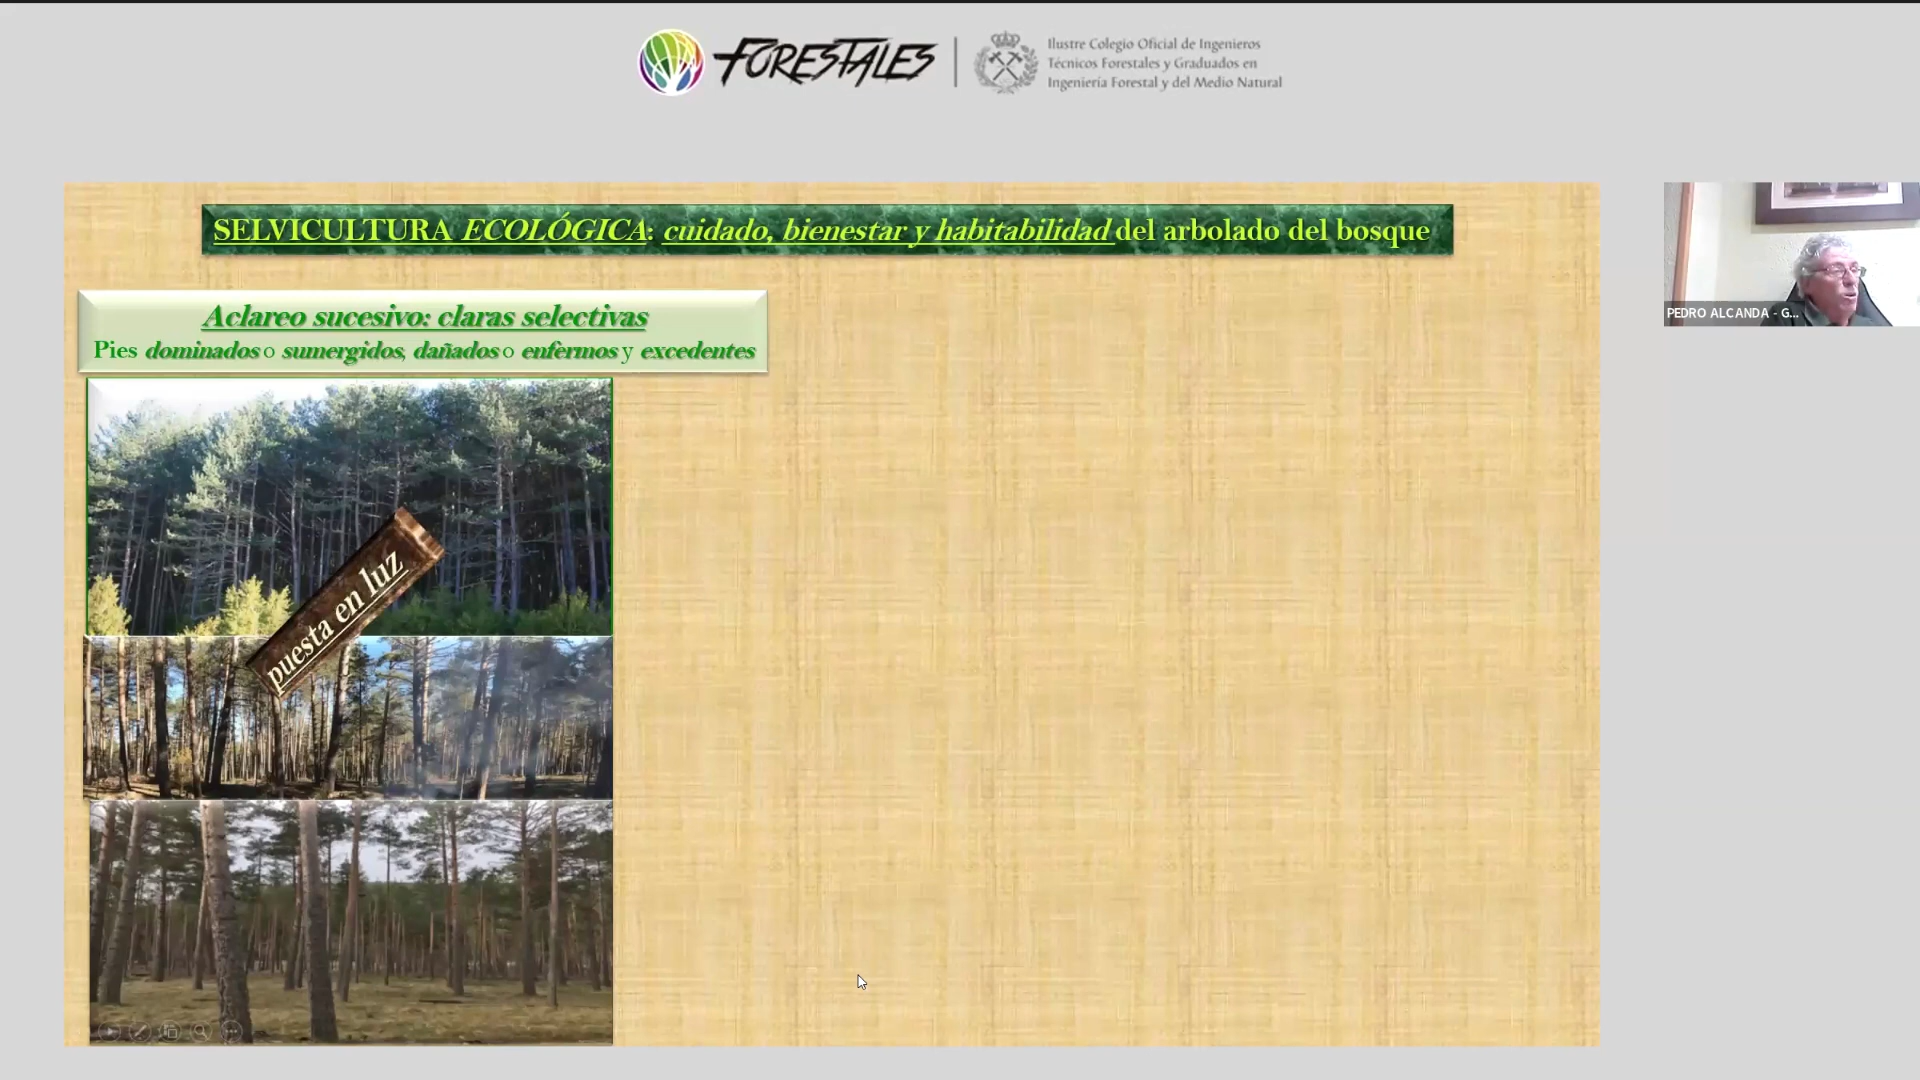 FORESTALES
Ilustre Colegio Oficial de Ingenieros
Técnicos Forestales y Graduados en
Ingeniería Forestal y del Medio Natural
SELVICULTURA ECOLÓGICA: cuidado, bienestar y habitabilidad del arbolado del bosque
PEDRO ALCANDA - G...
Aclareo sucesivo: claras selectivas
Pies dominados o sumergidos, dañados o enfermos y excedentes
puesta en luz